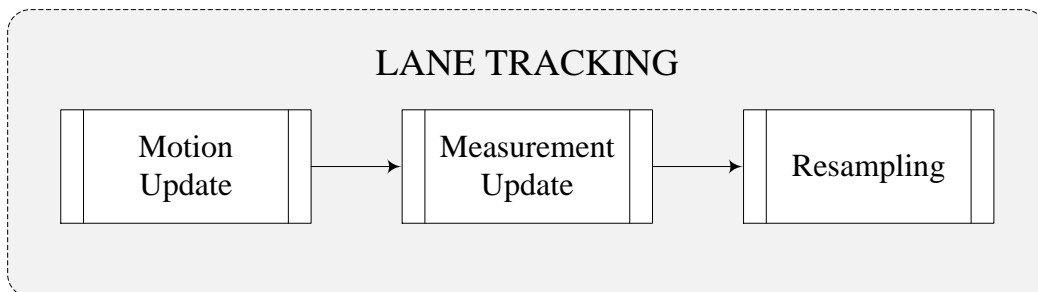 LANE TRACKING
Motion
Update
Measurement
Update
Resampling